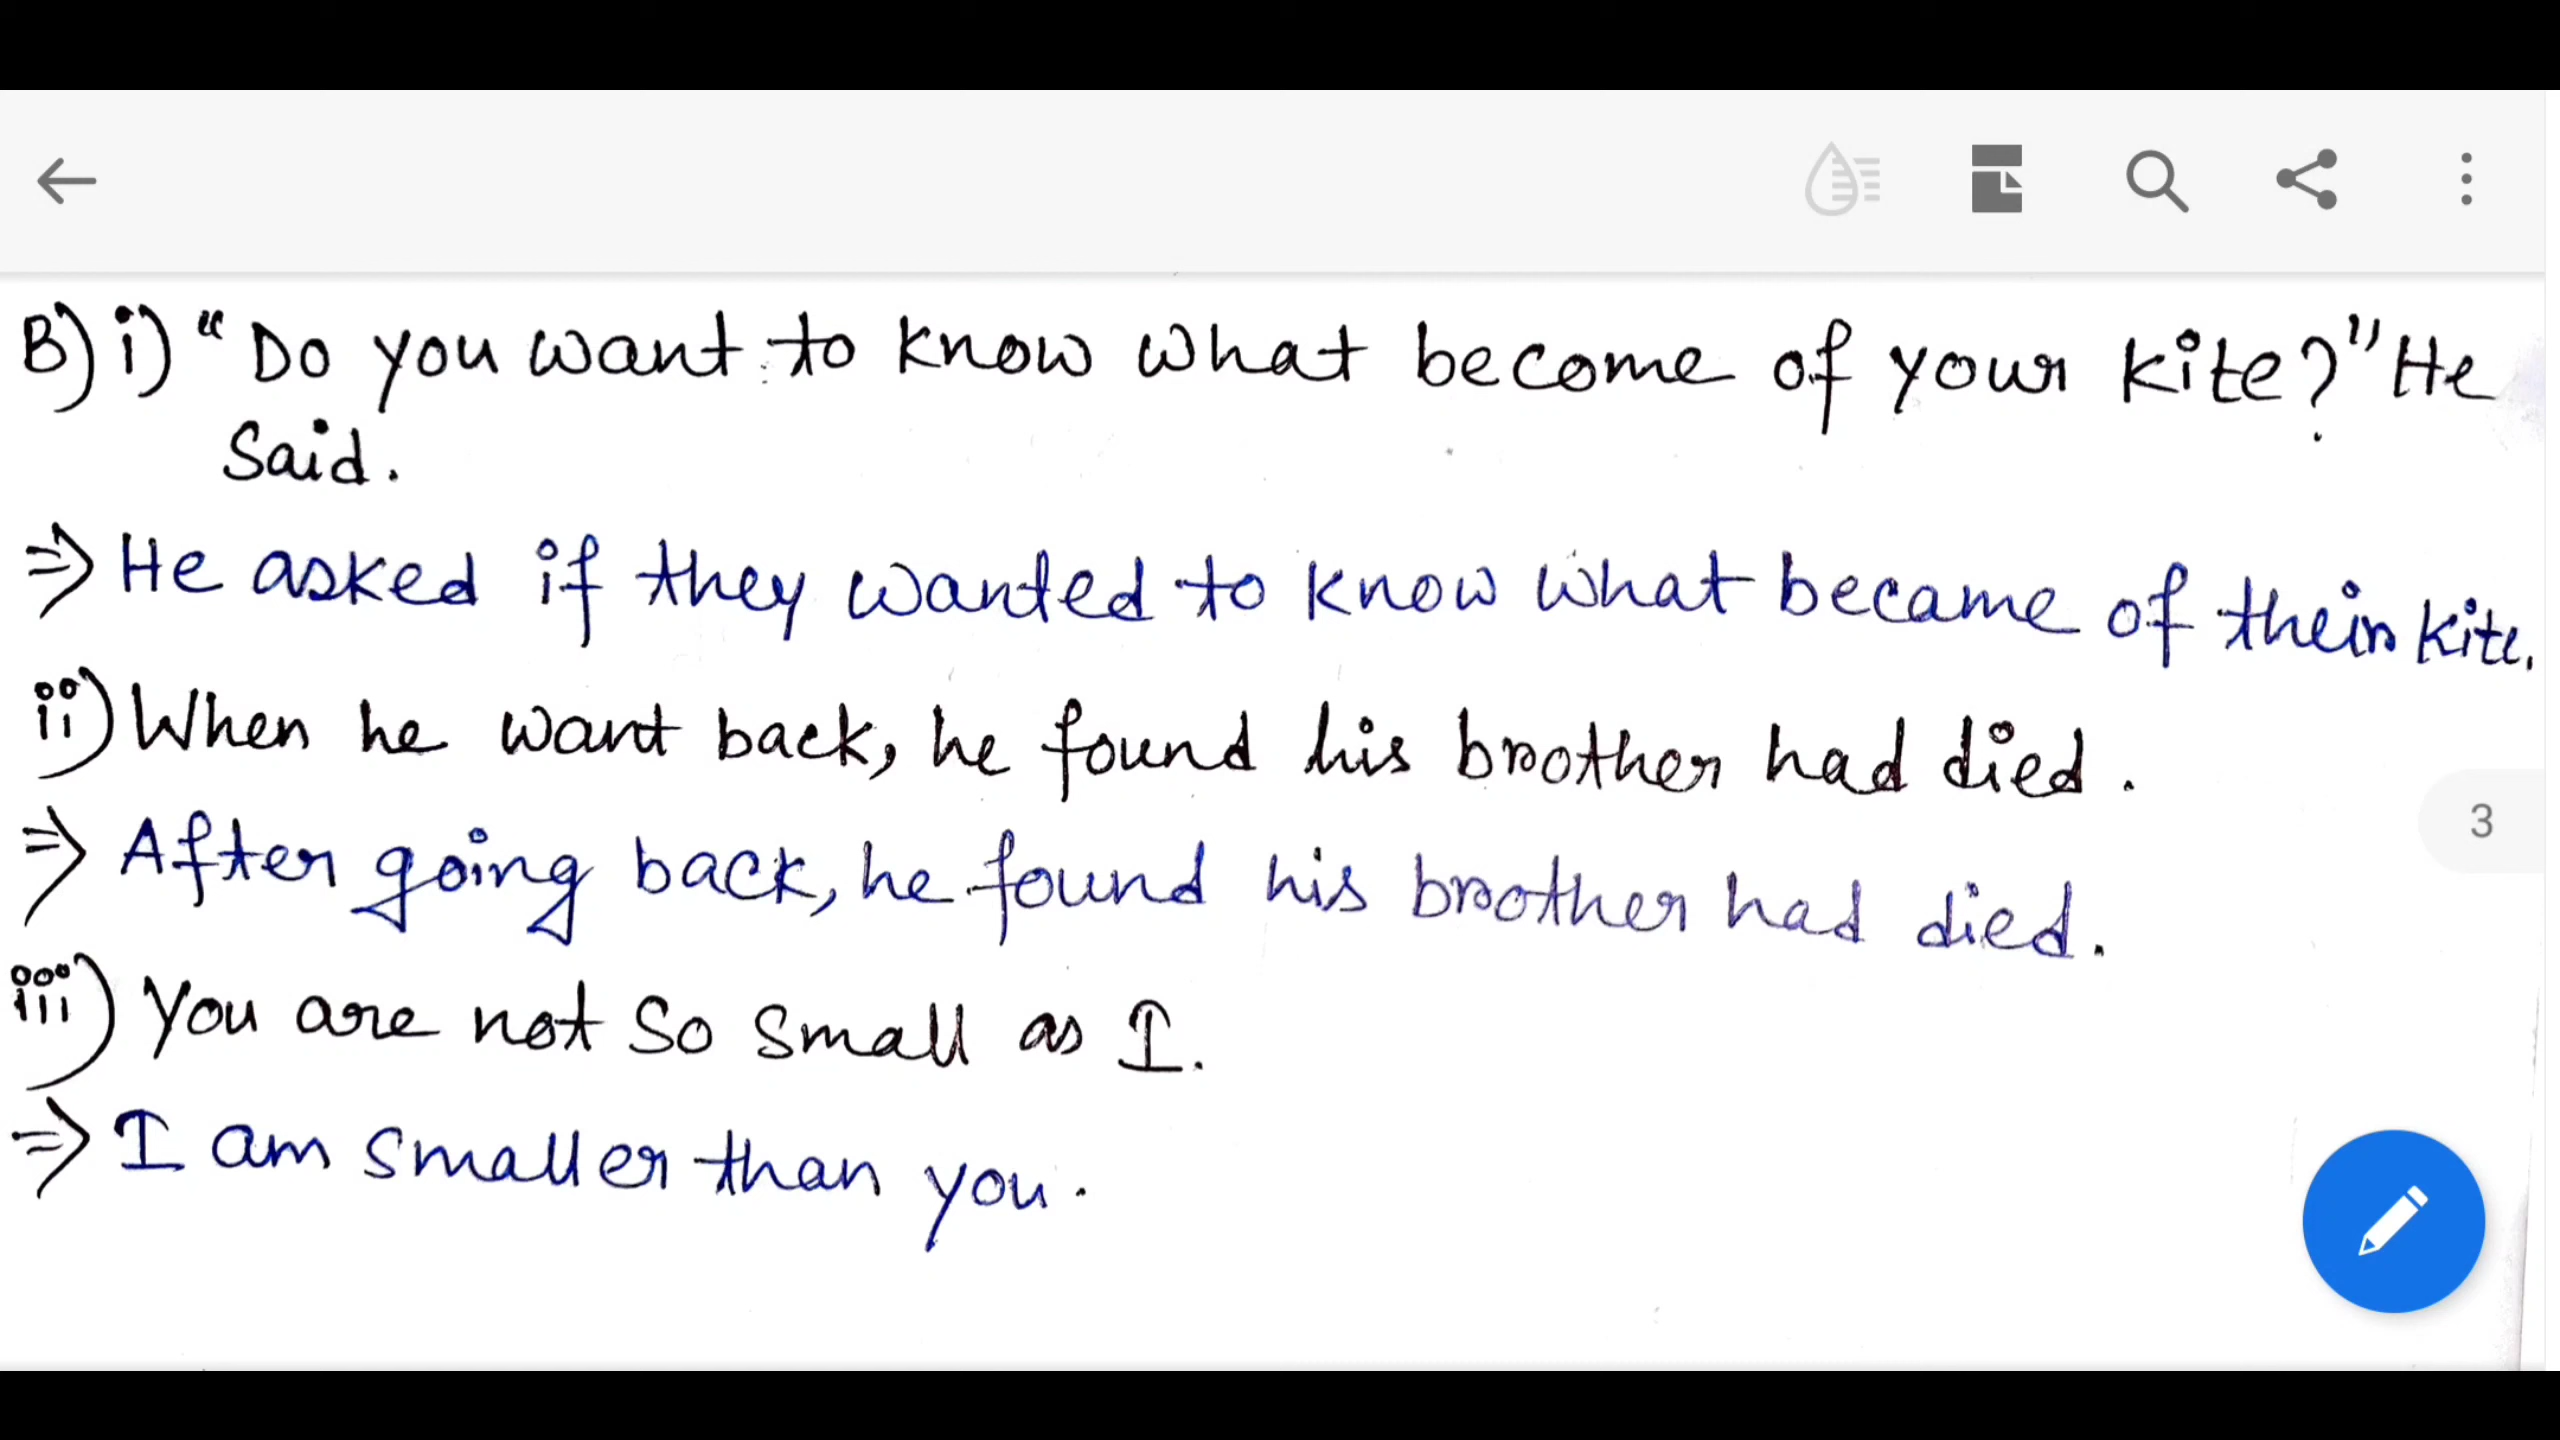 B) i) "Do you want to know what become of your kite?" He
Said.
⇒ He asked if they wanted to know what became of their kite.
ii) When he want back, he found his brother had died.
⇒ After going back, he found his brother had died.
3
iii) You are not so small as I.
⇒ I am smaller than you.